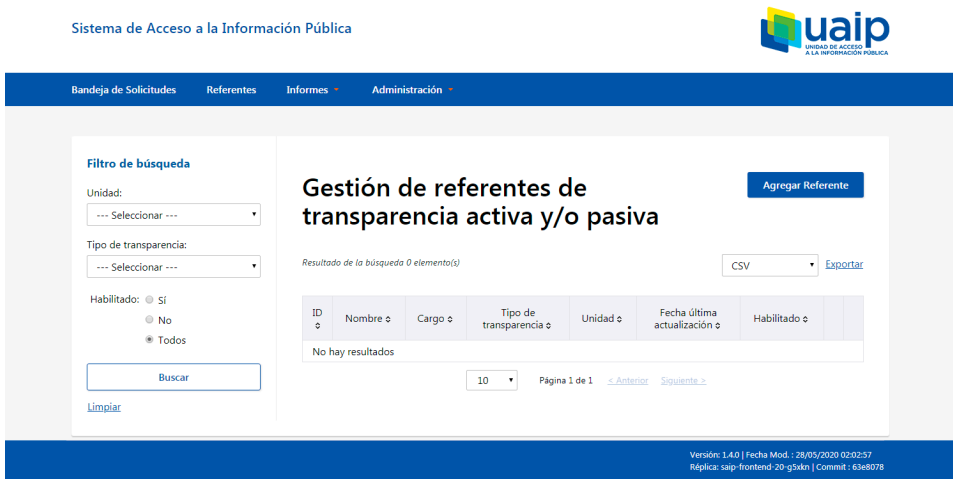 Sistema de Acceso a la Información Pública
uaip
UNIDAD DE ACCESO
A LA INFORMACIÓN PÚBLICA
Bandeja de Solicitudes Referentes Informes Administración
Filtro de búsqueda
Unidad:
--- Seleccionar ---
Tipo de transparencia:
--- Seleccionar ---
Habilitado: Sí
No
Todos
Buscar
Limpiar
Gestión de referentes de
transparencia activa y/o pasiva
Agregar Referente
Resultado de la búsqueda 0 elemento(s)
CSV Exportar
ID Nombre Cargo Tipo de transparencia Unidad Fecha última actualización Habilitado
No hay resultados
10 Página 1 de 1 < Anterior Siguiente >
Versión: 1.4.0 | Fecha Mod. : 28/05/2020 02:02:57
Réplica: saip-frontend-20-g5xkn | Commit : 63e8078